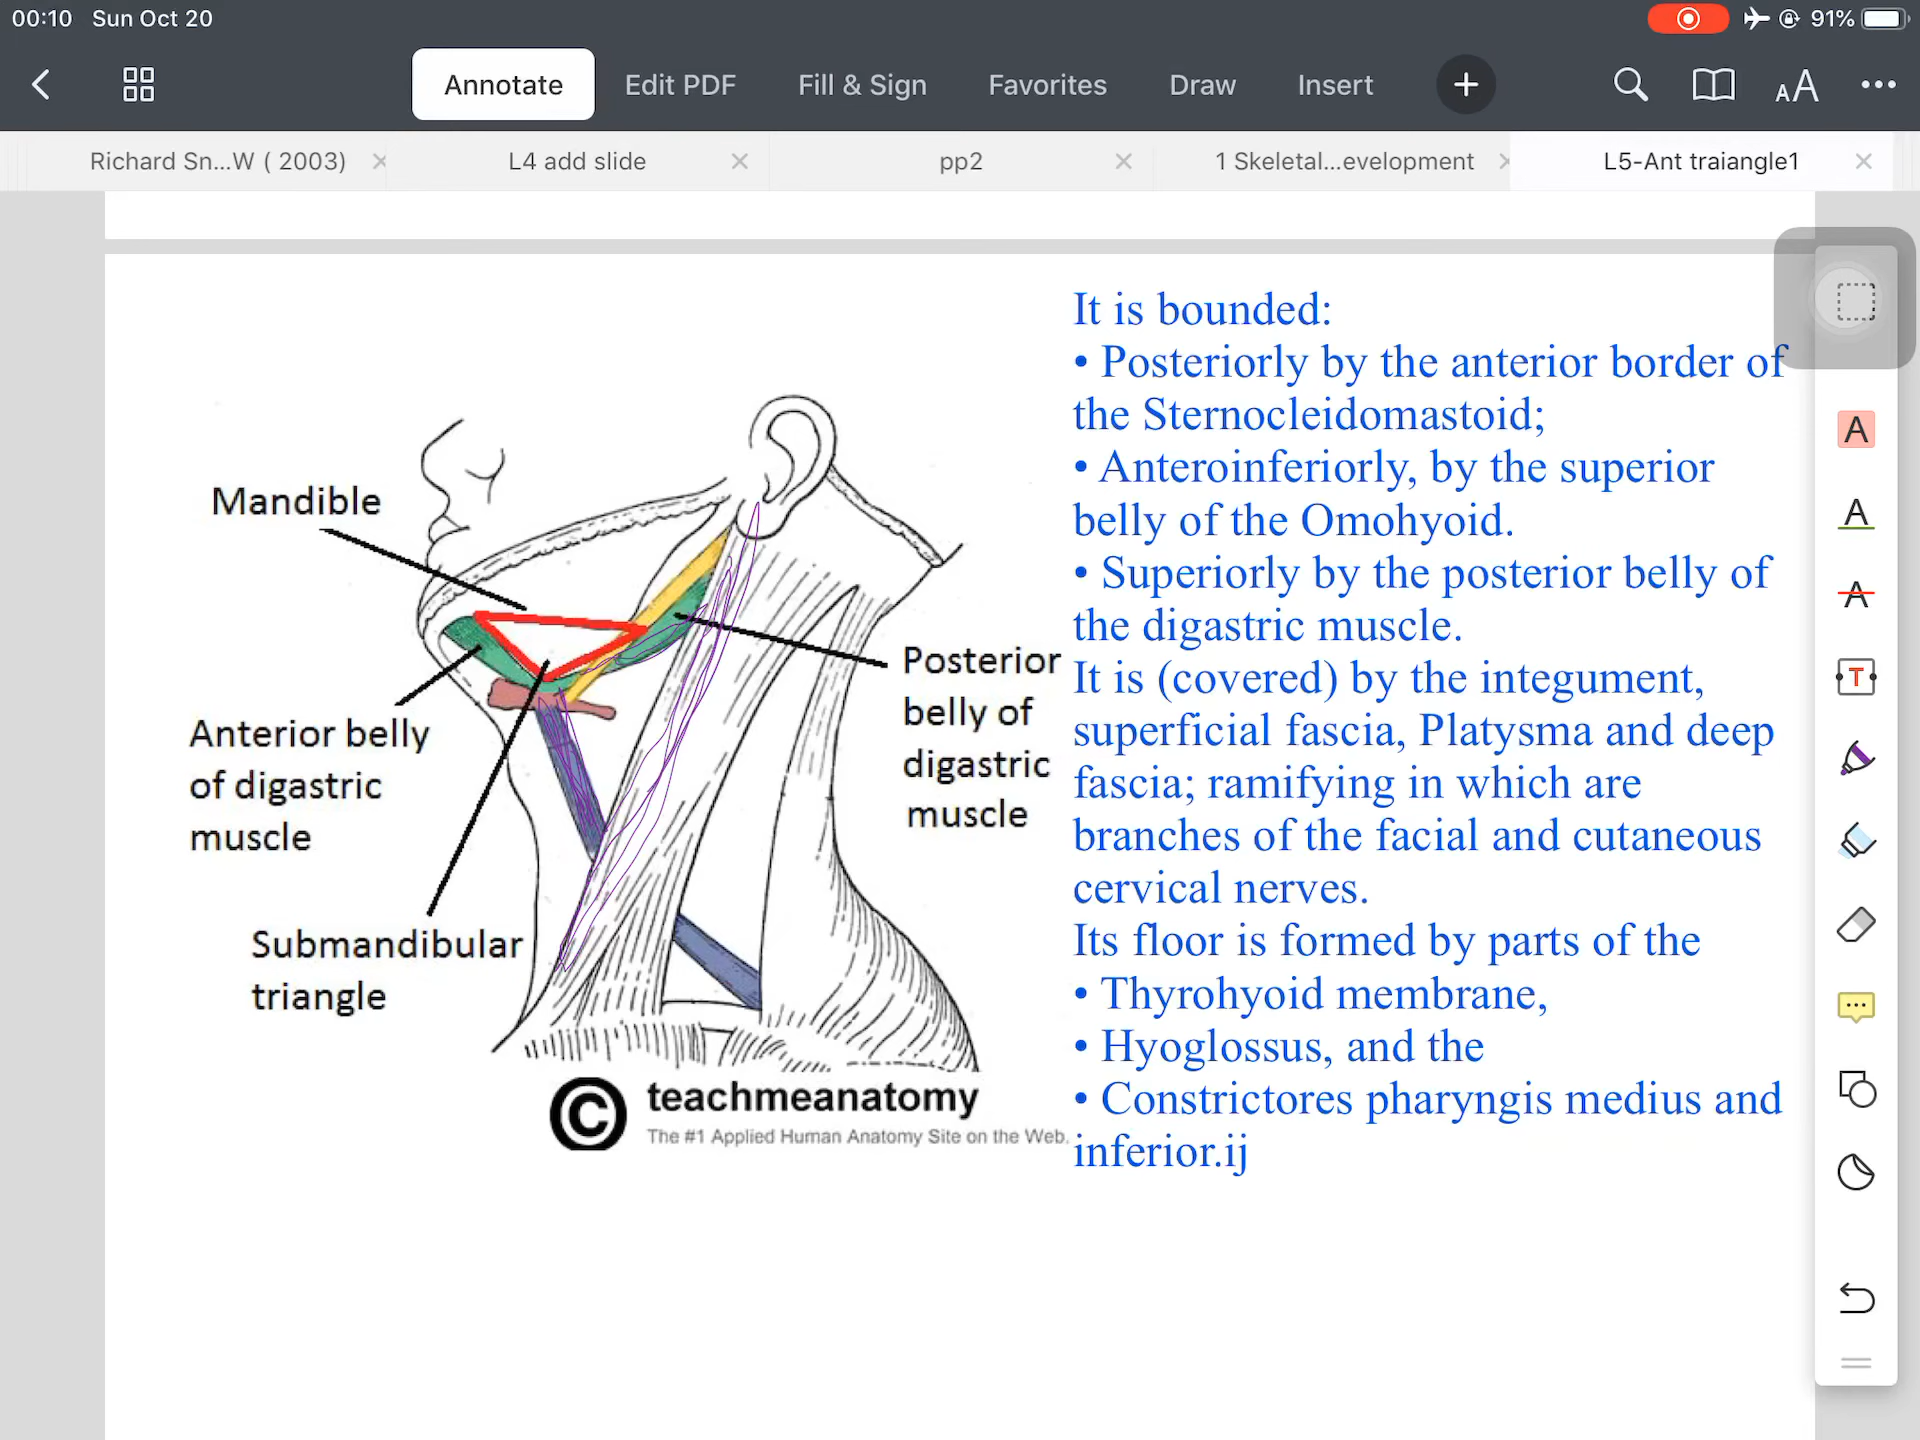 00:10 Sun Oct 20
91%
Annotate Edit PDF Fill & Sign Favorites Draw Insert
AA
Richard Sn...W ( 2003) L4 add slide pp2 1 Skeletal...evelopment L5-Ant traiangle1
Mandible
Anterior belly
of digastric
muscle
Submandibular
triangle
Posterior
belly of
digastric
muscle
© teachmeanatomy
The #1 Applied Human Anatomy Site on the Web.
It is bounded:
• Posteriorly by the anterior border of
the Sternocleidomastoid;
• Anteroinferiorly, by the superior
belly of the Omohyoid.
• Superiorly by the posterior belly of
the digastric muscle.
It is (covered) by the integument,
superficial fascia, Platysma and deep
fascia; ramifying in which are
branches of the facial and cutaneous
cervical nerves.
Its floor is formed by parts of the
• Thyrohyoid membrane,
• Hyoglossus, and the
• Constrictores pharyngis medius and
inferior.ij
A
A
A
T